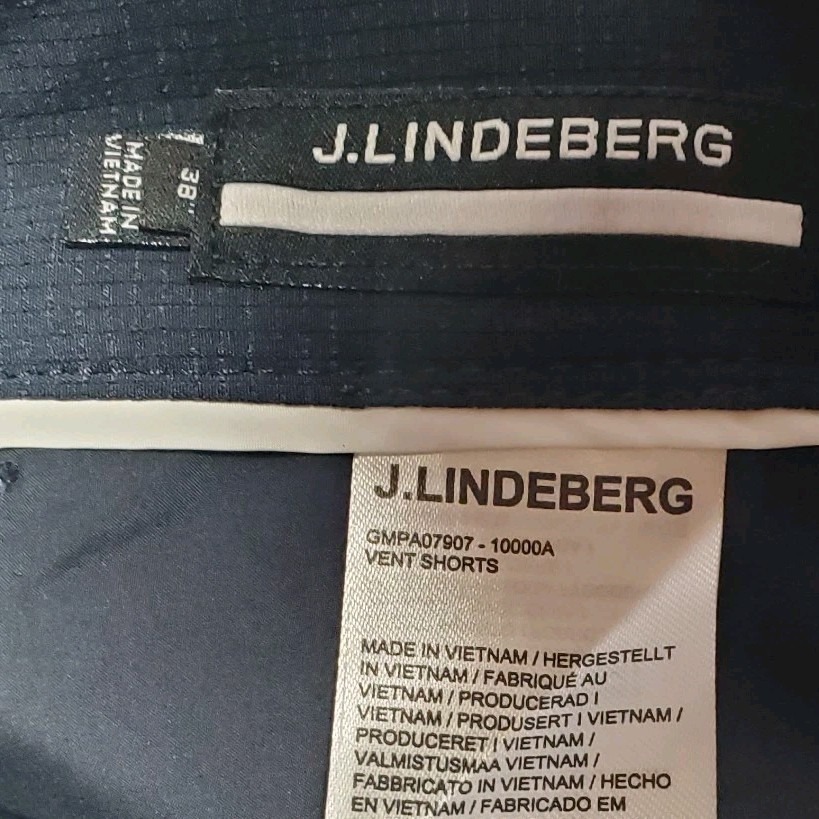 J.LINDEBERG
38"
MADE IN
VIETNAM
J.LINDEBERG
GMPA07907 - 10000A
VENT SHORTS
MADE IN VIETNAM / HERGESTELLT
IN VIETNAM / FABRIQUÉ AU
VIETNAM / PRODUCERAD I
VIETNAM / PRODUSERT I VIETNAM /
PRODUCERET I VIETNAM /
VALMISTUSMAA VIETNAM /
FABBRICATO IN VIETNAM / HECHO
EN VIETNAM / FABRICADO EM